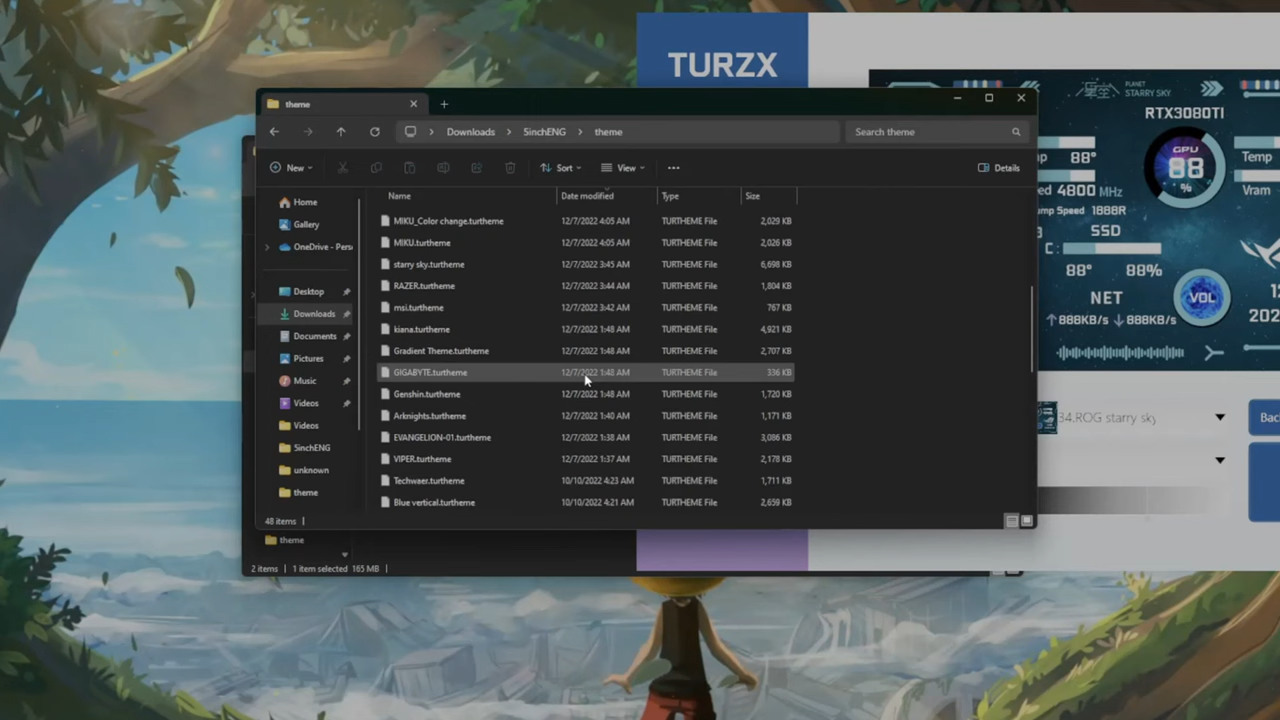 TURZX
theme
Downloads > 5inchENG > theme
Search theme
New
Sort
View
Details
Name Date modified Type Size
MIKU_Color change.turtheme 12/7/2022 4:05 AM TURTHEME File 2,029 KB
MIKU.turtheme 12/7/2022 4:05 AM TURTHEME File 2,026 KB
starry sky.turtheme 12/7/2022 3:45 AM TURTHEME File 6,698 KB
RAZER.turtheme 12/7/2022 3:44 AM TURTHEME File 1,804 KB
msi.turtheme 12/7/2022 3:42 AM TURTHEME File 767 KB
kiana.turtheme 12/7/2022 1:48 AM TURTHEME File 4,921 KB
Gradient Theme.turtheme 12/7/2022 1:48 AM TURTHEME File 2,707 KB
GIGABYTE.turtheme 12/7/2022 1:48 AM TURTHEME File 336 KB
Genshin.turtheme 12/7/2022 1:48 AM TURTHEME File 1,720 KB
Arknights.turtheme 12/7/2022 1:40 AM TURTHEME File 1,171 KB
EVANGELION-01.turtheme 12/7/2022 1:38 AM TURTHEME File 3,086 KB
VIPER.turtheme 12/7/2022 1:37 AM TURTHEME File 2,178 KB
Techwaer.turtheme 10/10/2022 4:23 AM TURTHEME File 1,711 KB
Blue vertical.turtheme 10/10/2022 4:21 AM TURTHEME File 2,659 KB
Home
Gallery
OneDrive - Pers
Desktop
Downloads
Documents
Pictures
Music
Videos
Videos
5inchENG
unknown
theme
48 items
theme
2 items 1 item selected 165 MB
PLANET
STARRY SKY
RTX3080TI
GPU
88
%
88°
Temp
4800 MHz
Vram
mp Speed 1888R
SSD
C:
88° 88%
NET
VOL
888KB/s 888KB/s
202
34.ROG starry sky
Bac